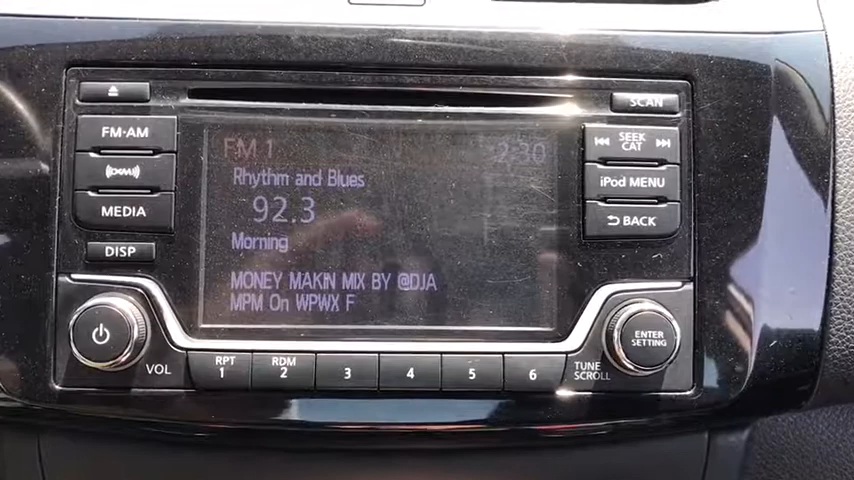 SCAN
FM·AM
SEEK
CAT
XM
iPod MENU
MEDIA
BACK
DISP
FM 1
2:30
Rhythm and Blues
92.3
Morning
MONEY MAKIN MIX BY @DJA
MPM On WPWX F
VOL
RPT
1
RDM
2
3
4
5
6
TUNE
SCROLL
ENTER
SETTING